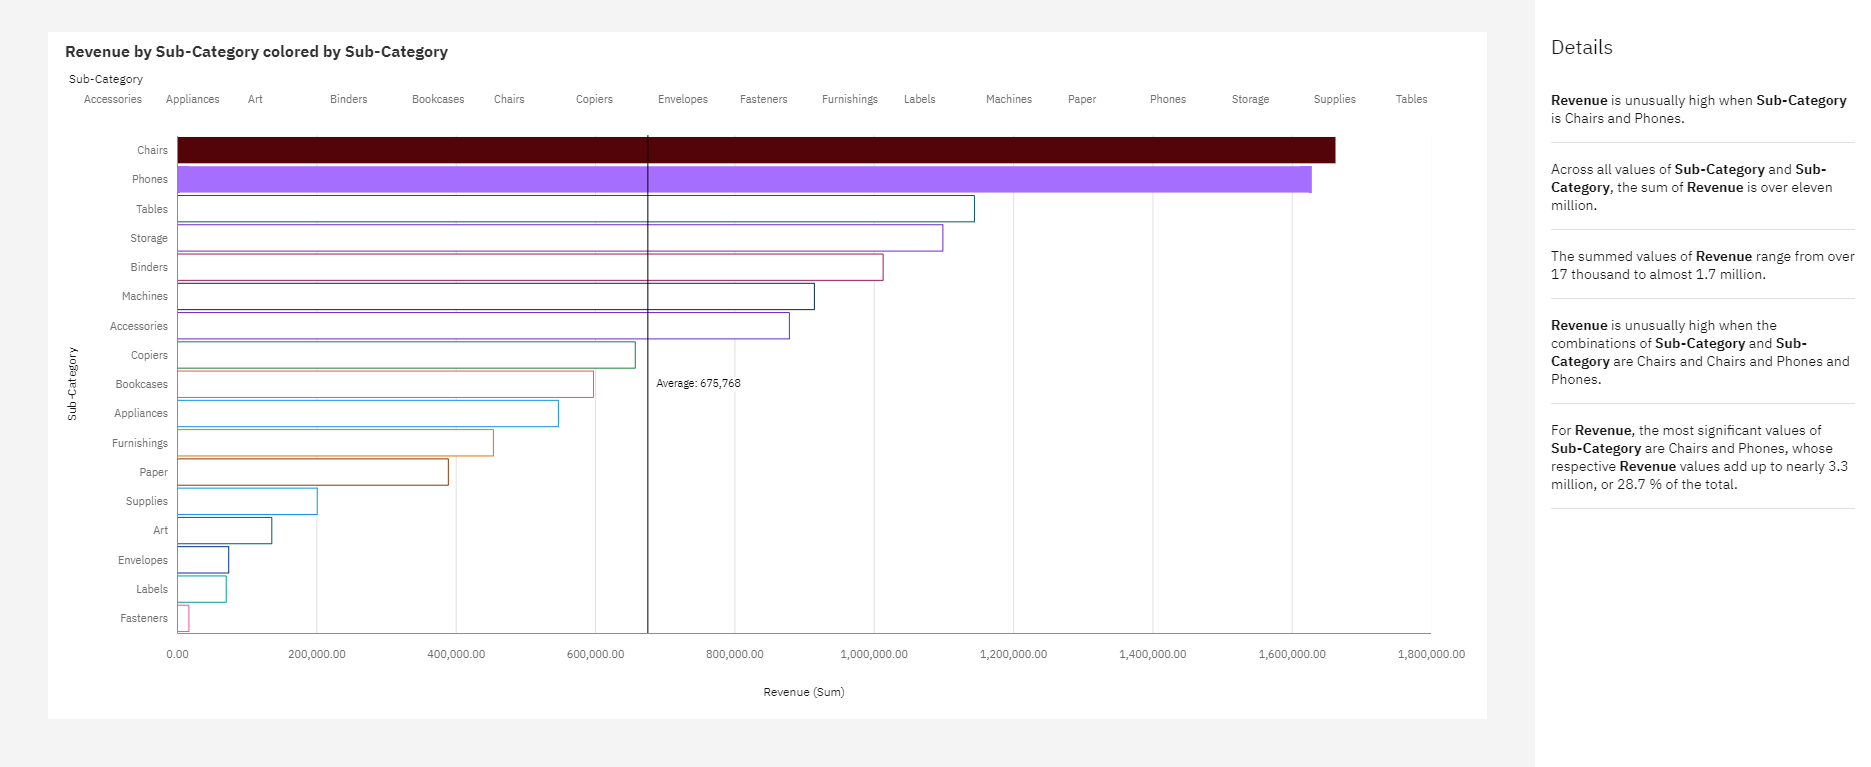 Revenue by Sub-Category colored by Sub-Category
Sub-Category
Accessories Appliances Art Binders Bookcases Chairs Copiers Envelopes Fasteners Furnishings Labels Machines Paper Phones Storage Supplies Tables
Sub-Category
Chairs
Phones
Tables
Storage
Binders
Machines
Accessories
Copiers
Bookcases
Average: 675,768
Appliances
Furnishings
Paper
Supplies
Art
Envelopes
Labels
Fasteners
0.00 200,000.00 400,000.00 600,000.00 800,000.00 1,000,000.00 1,200,000.00 1,400,000.00 1,600,000.00 1,800,000.00
Revenue (Sum)
Details
Revenue is unusually high when Sub-Category
is Chairs and Phones.
Across all values of Sub-Category and Sub-
Category, the sum of Revenue is over eleven
million.
The summed values of Revenue range from over
17 thousand to almost 1.7 million.
Revenue is unusually high when the
combinations of Sub-Category and Sub-
Category are Chairs and Chairs and Phones and
Phones.
For Revenue, the most significant values of
Sub-Category are Chairs and Phones, whose
respective Revenue values add up to nearly 3.3
million, or 28.7 % of the total.